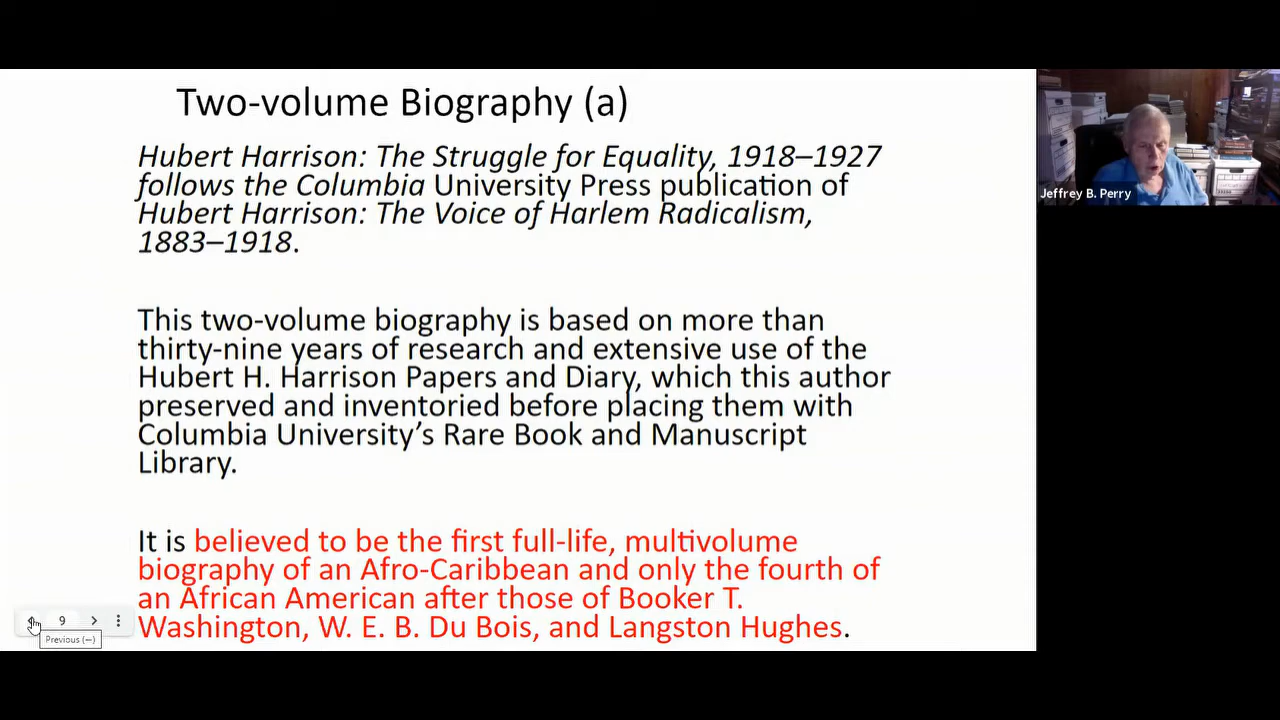 Two-volume Biography (a)
Hubert Harrison: The Struggle for Equality, 1918–1927
follows the Columbia University Press publication of
Hubert Harrison: The Voice of Harlem Radicalism,
1883–1918.
This two-volume biography is based on more than
thirty-nine years of research and extensive use of the
Hubert H. Harrison Papers and Diary, which this author
preserved and inventoried before placing them with
Columbia University’s Rare Book and Manuscript
Library.
It is believed to be the first full-life, multivolume
biography of an Afro-Caribbean and only the fourth of
an African American after those of Booker T.
Washington, W. E. B. Du Bois, and Langston Hughes.
9
Previous (←)
Jeffrey B. Perry